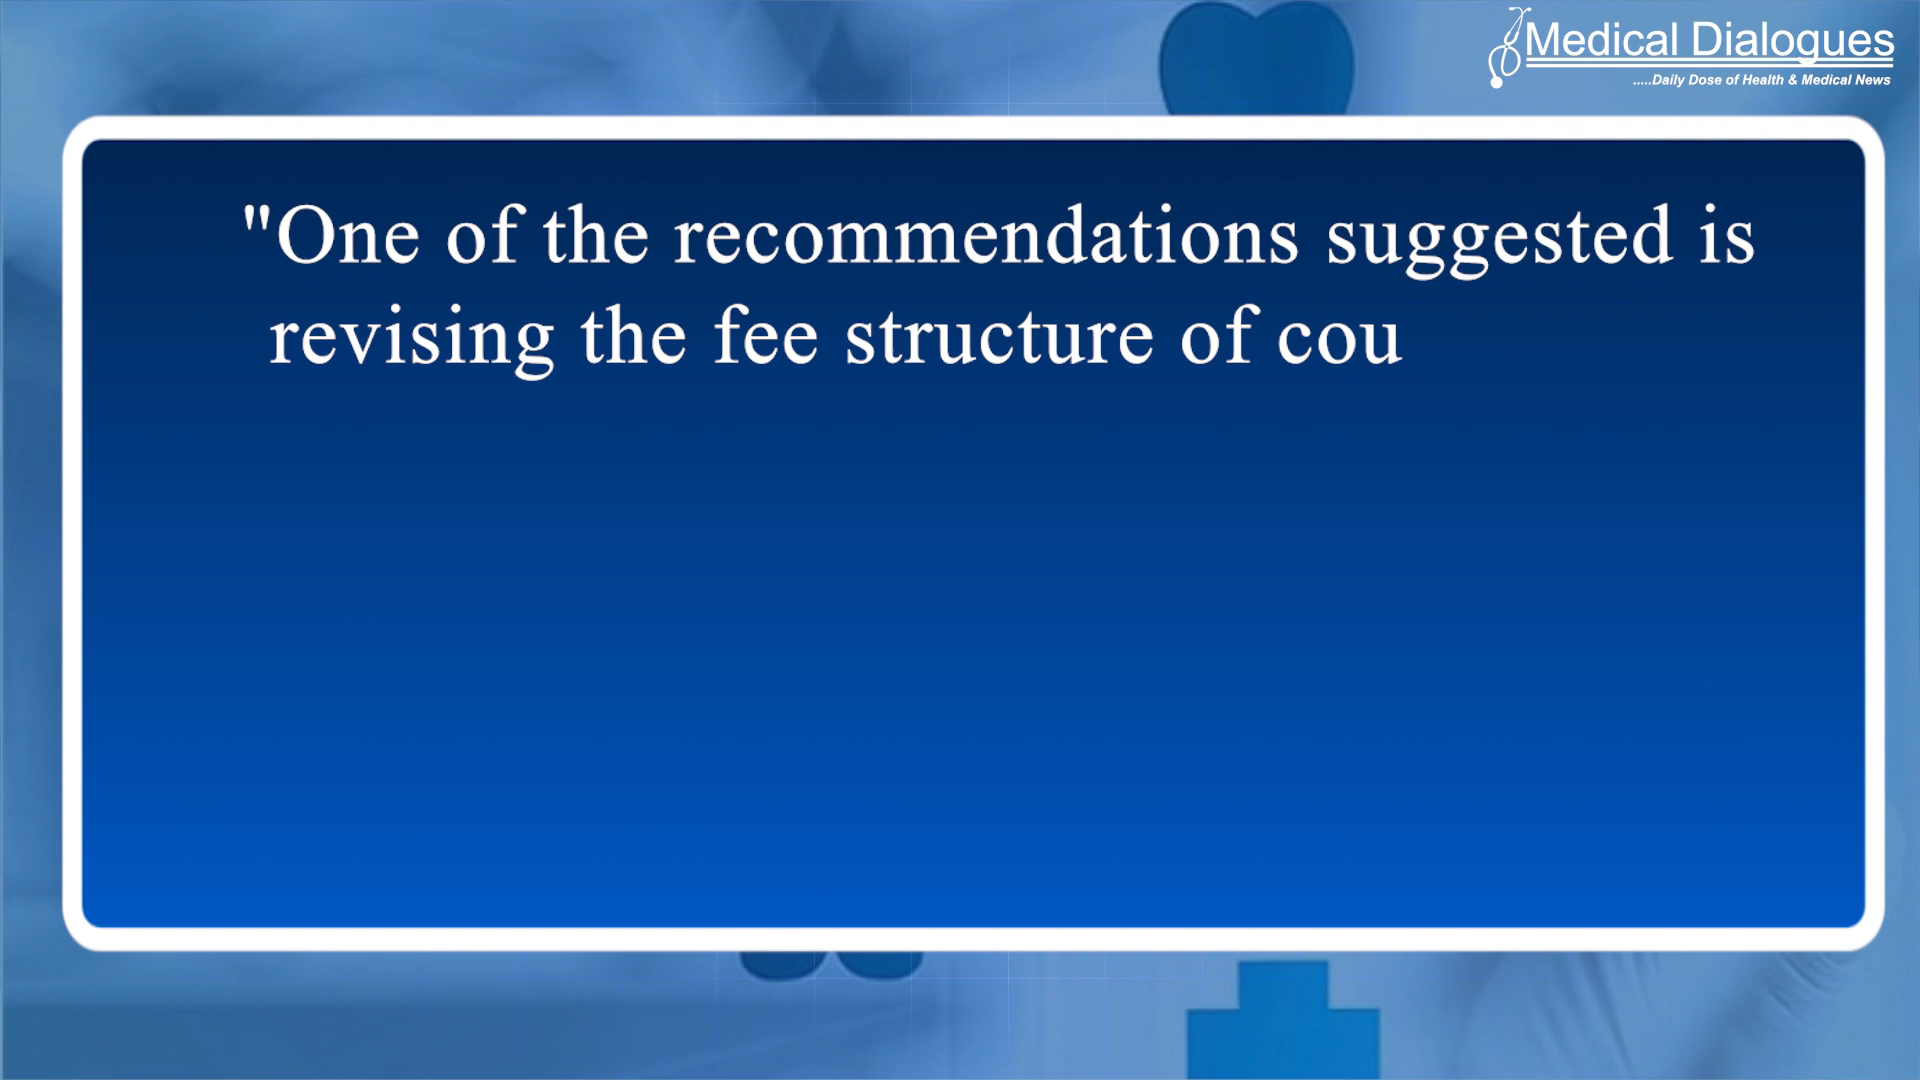 Medical Dialogues
.....Daily Dose of Health & Medical News
"One of the recommendations suggested is
revising the fee structure of cou